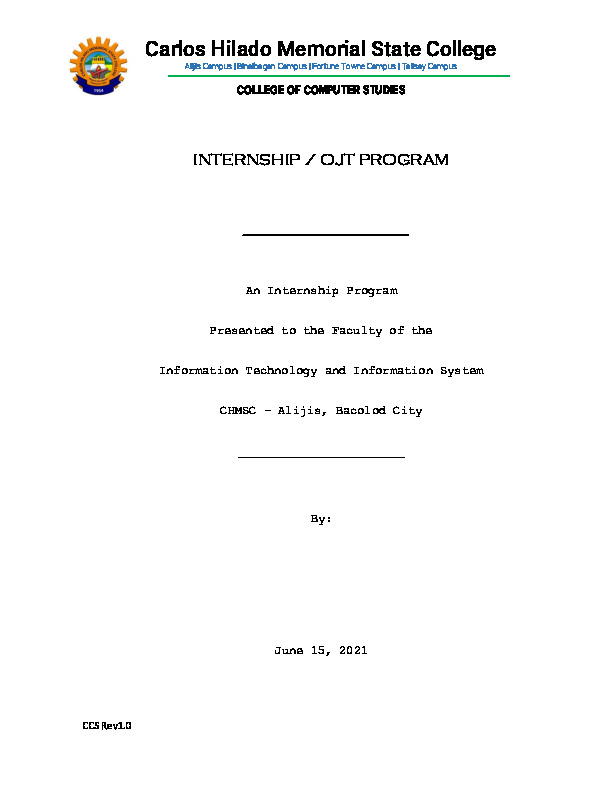 Carlos Hilado Memorial State College
Alijis Campus | Binalbagan Campus | Fortune Towne Campus | Talisay Campus
COLLEGE OF COMPUTER STUDIES
INTERNSHIP / OJT PROGRAM
An Internship Program
Presented to the Faculty of the
Information Technology and Information System
CHMSC – Alijis, Bacolod City
By:
June 15, 2021
CCSRev1.0